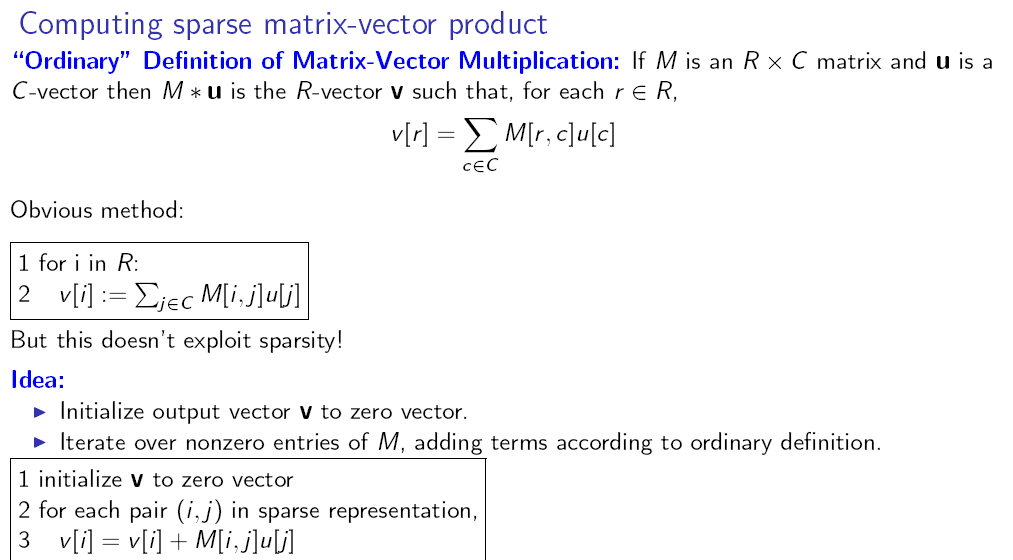 Computing sparse matrix-vector product
“Ordinary” Definition of Matrix-Vector Multiplication: If M is an R × C matrix and u is a
C-vector then M ∗ u is the R-vector v such that, for each r ∈ R,
v[r] = ∑_{c∈C} M[r, c]u[c]
Obvious method:
1 for i in R:
2 v[i] := ∑_{j∈C} M[i, j]u[j]
But this doesn't exploit sparsity!
Idea:
▶ Initialize output vector v to zero vector.
▶ Iterate over nonzero entries of M, adding terms according to ordinary definition.
1 initialize v to zero vector
2 for each pair (i, j) in sparse representation,
3 v[i] = v[i] + M[i, j]u[j]